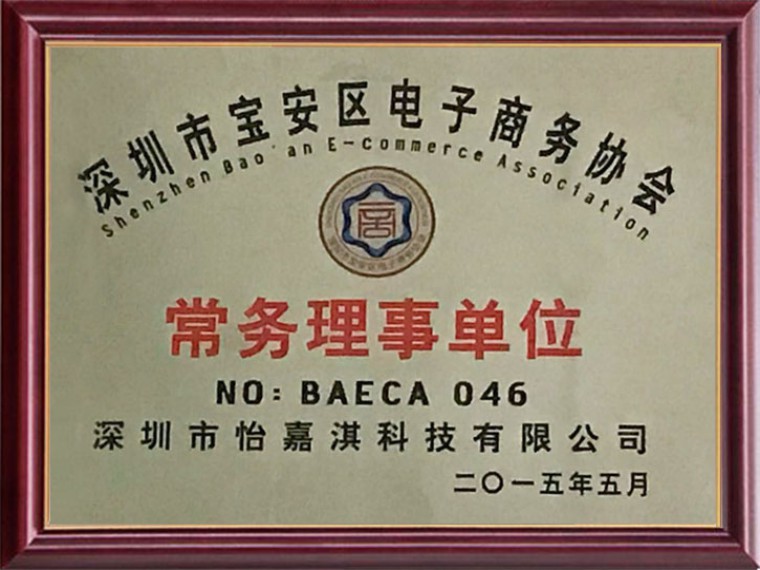 深圳市宝安区电子商务协会
Shenzhen Bao'an E-commerce Association
常务理事单位
NO: BAECA 046
深圳市怡嘉淇科技有限公司
二〇一五年五月